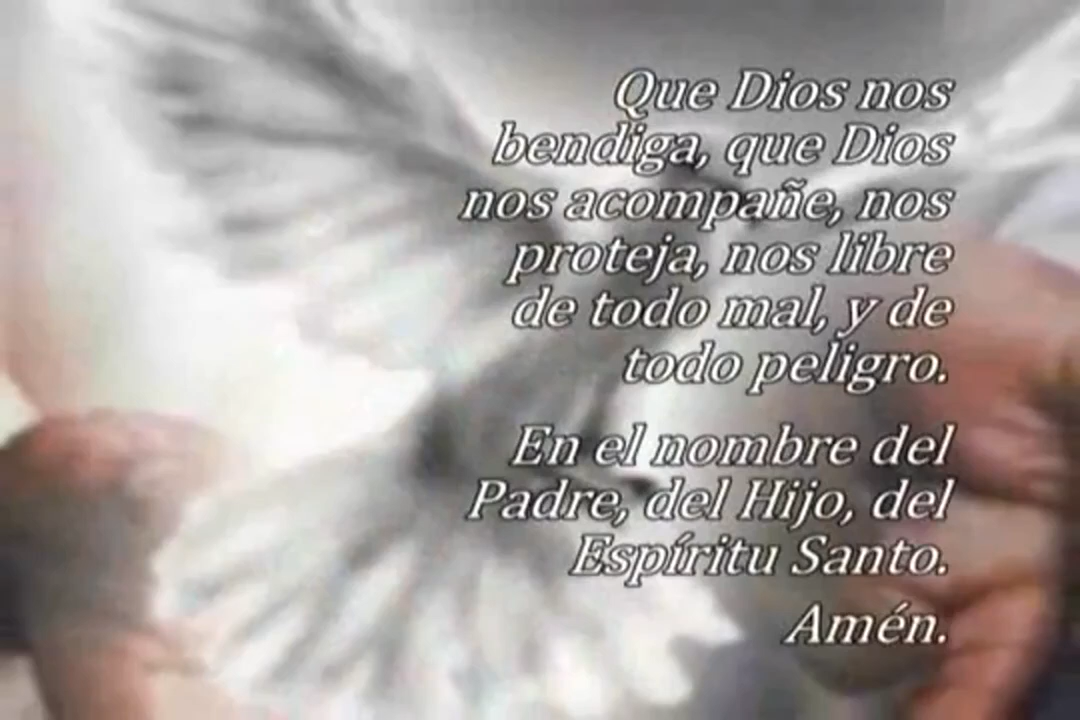 Que Dios nos
bendiga, que Dios
nos acompañe, nos
proteja, nos libre
de todo mal, y de
todo peligro.
En el nombre del
Padre, del Hijo, del
Espíritu Santo.
Amén.